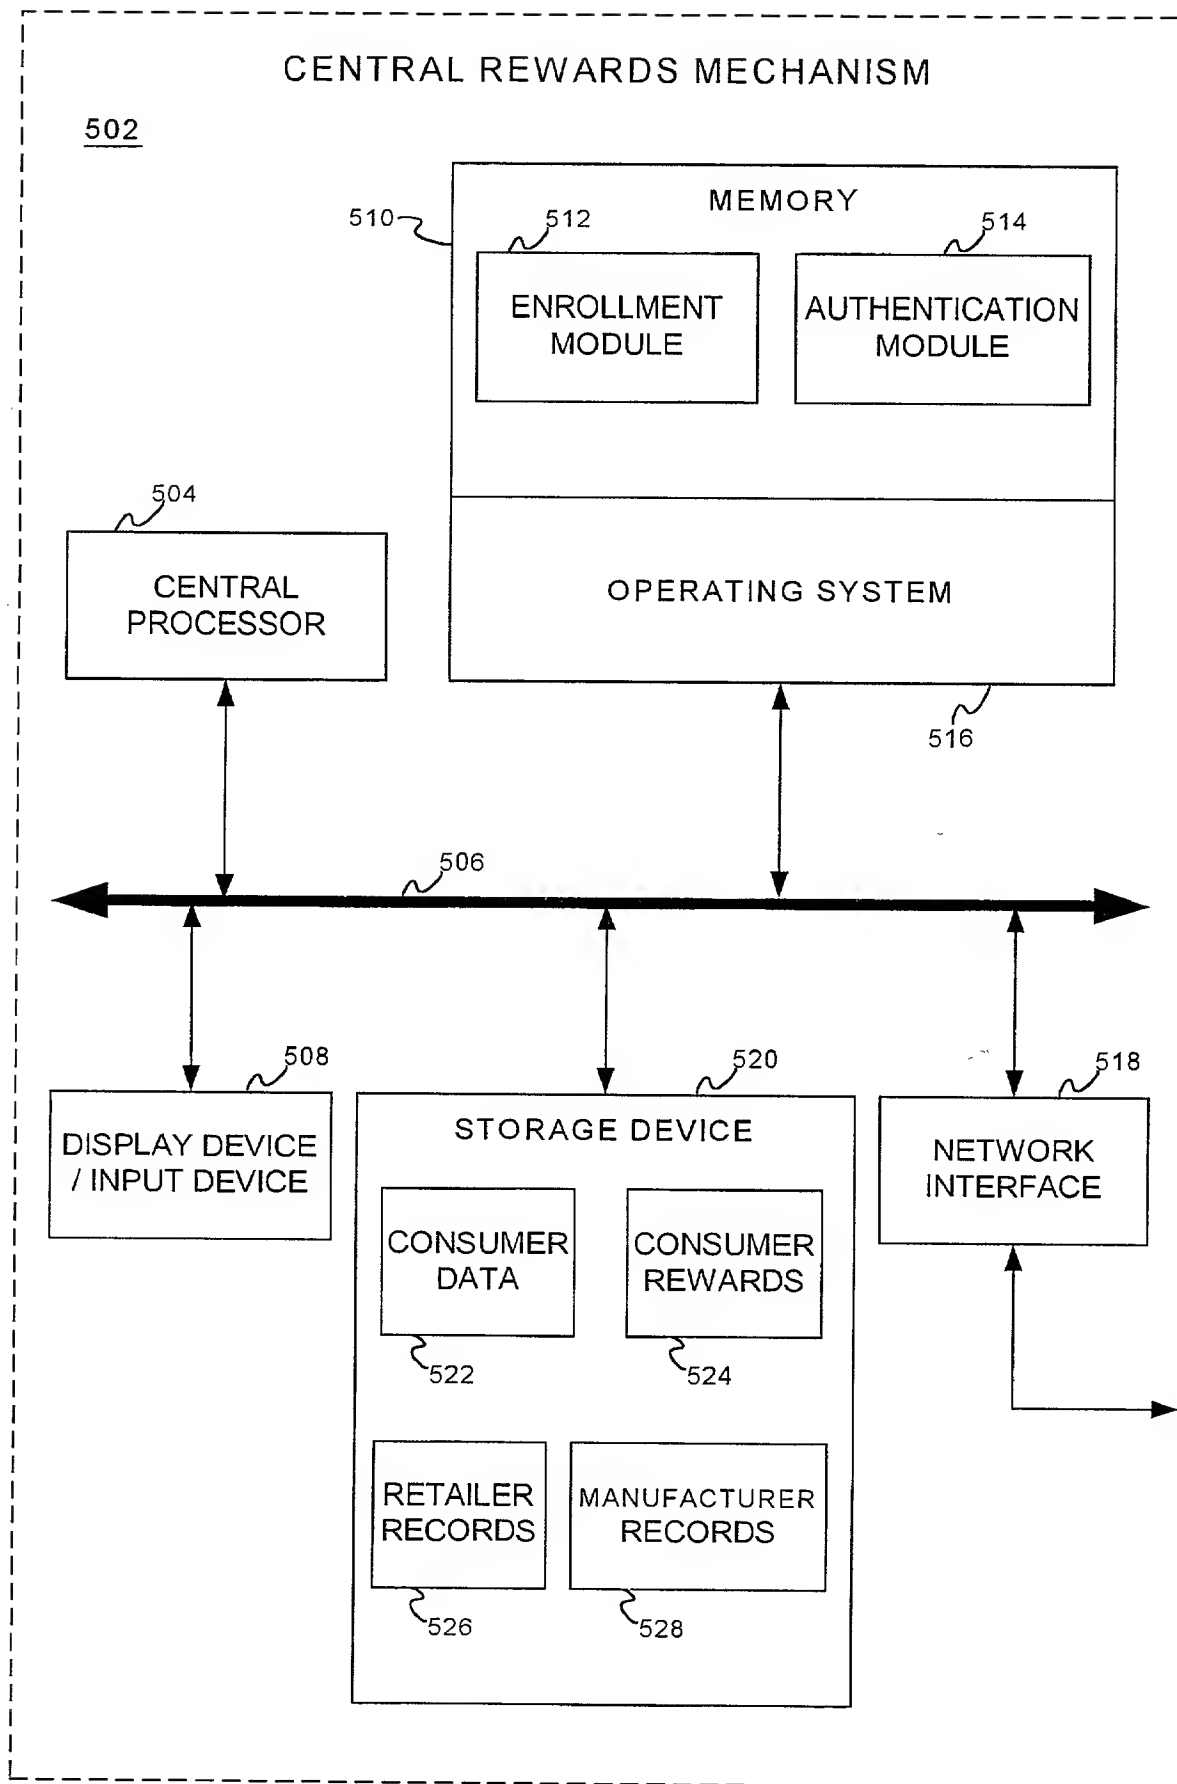 CENTRAL REWARDS MECHANISM
502
MEMORY
510
512
514
ENROLLMENT
MODULE
AUTHENTICATION
MODULE
504
CENTRAL
PROCESSOR
OPERATING SYSTEM
516
506
508
DISPLAY DEVICE
/ INPUT DEVICE
520
STORAGE DEVICE
518
NETWORK
INTERFACE
CONSUMER
DATA
522
CONSUMER
REWARDS
524
RETAILER
RECORDS
526
MANUFACTURER
RECORDS
528